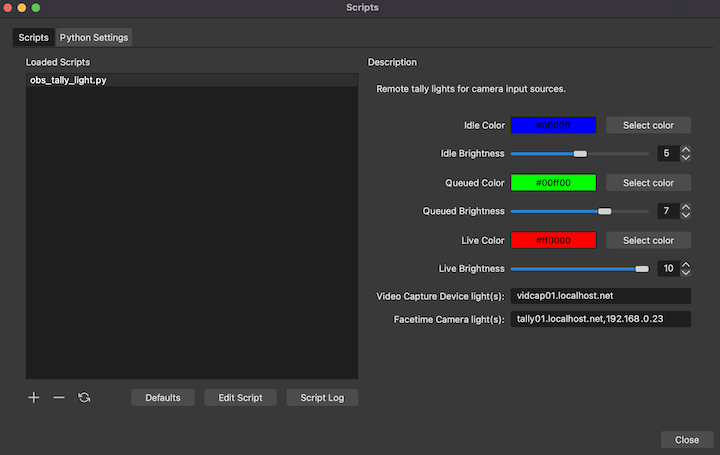 Scripts
Scripts Python Settings
Loaded Scripts
obs_tally_light.py
Defaults Edit Script Script Log
Description
Remote tally lights for camera input sources.
Idle Color #0000ff Select color
Idle Brightness 5
Queued Color #00ff00 Select color
Queued Brightness 7
Live Color #ff0000 Select color
Live Brightness 10
Video Capture Device light(s): vidcap01.localhost.net
Facetime Camera light(s): tally01.localhost.net,192.168.0.23
Close